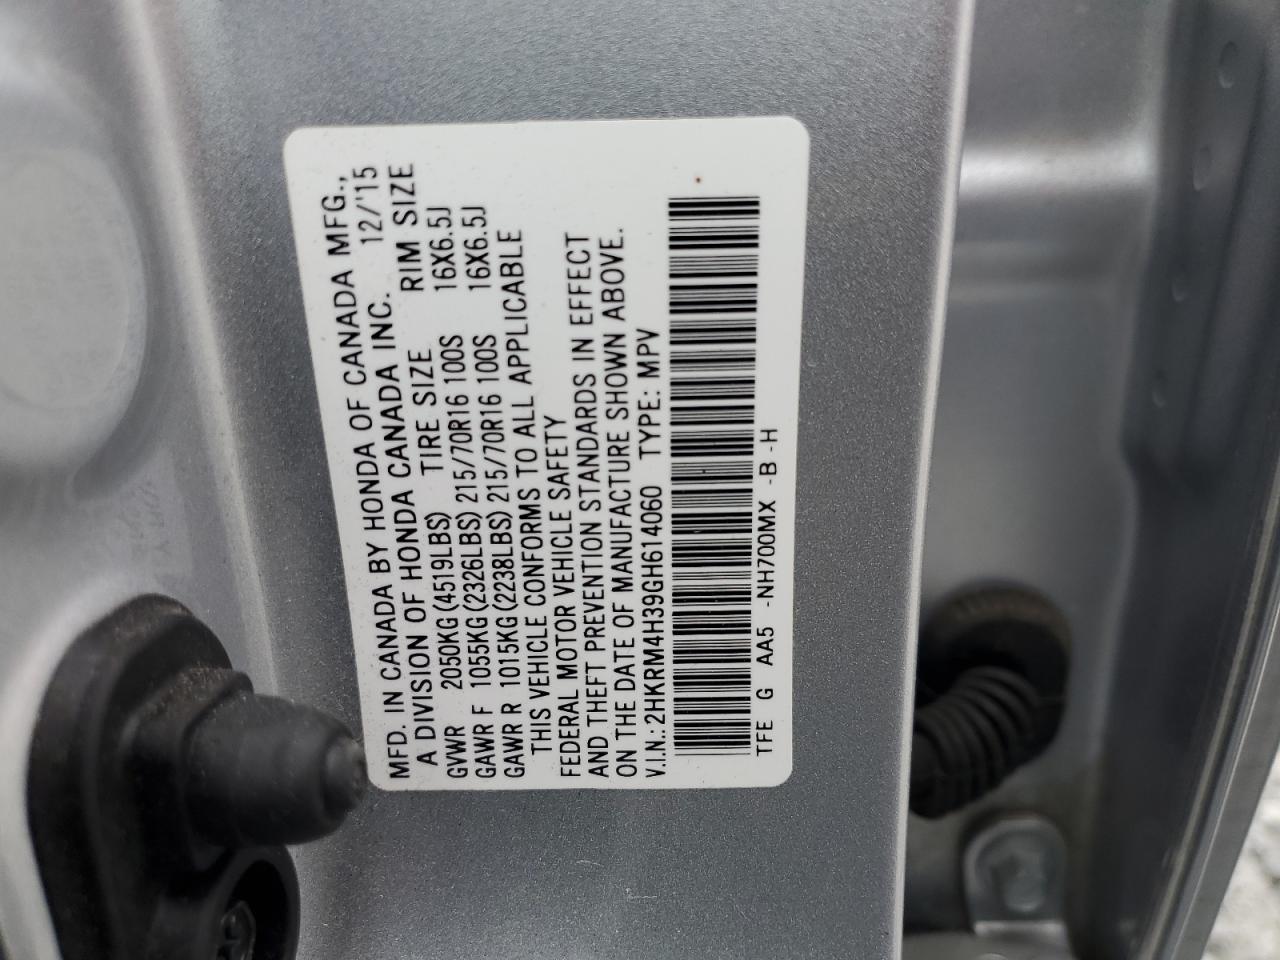 MFD. IN CANADA BY HONDA OF CANADA MFG.,
A DIVISION OF HONDA CANADA INC. 12/'15
GVWR 2050KG(4519LBS) TIRE SIZE RIM SIZE
GAWR F 1055KG(2326LBS) 215/70R16 100S 16X6.5J
GAWR R 1015KG(2238LBS) 215/70R16 100S 16X6.5J
THIS VEHICLE CONFORMS TO ALL APPLICABLE
FEDERAL MOTOR VEHICLE SAFETY
AND THEFT PREVENTION STANDARDS IN EFFECT
ON THE DATE OF MANUFACTURE SHOWN ABOVE.
V.I.N.: 2HKRM4H39GH614060 TYPE: MPV
TFE G AA5 -NH700MX -B -H